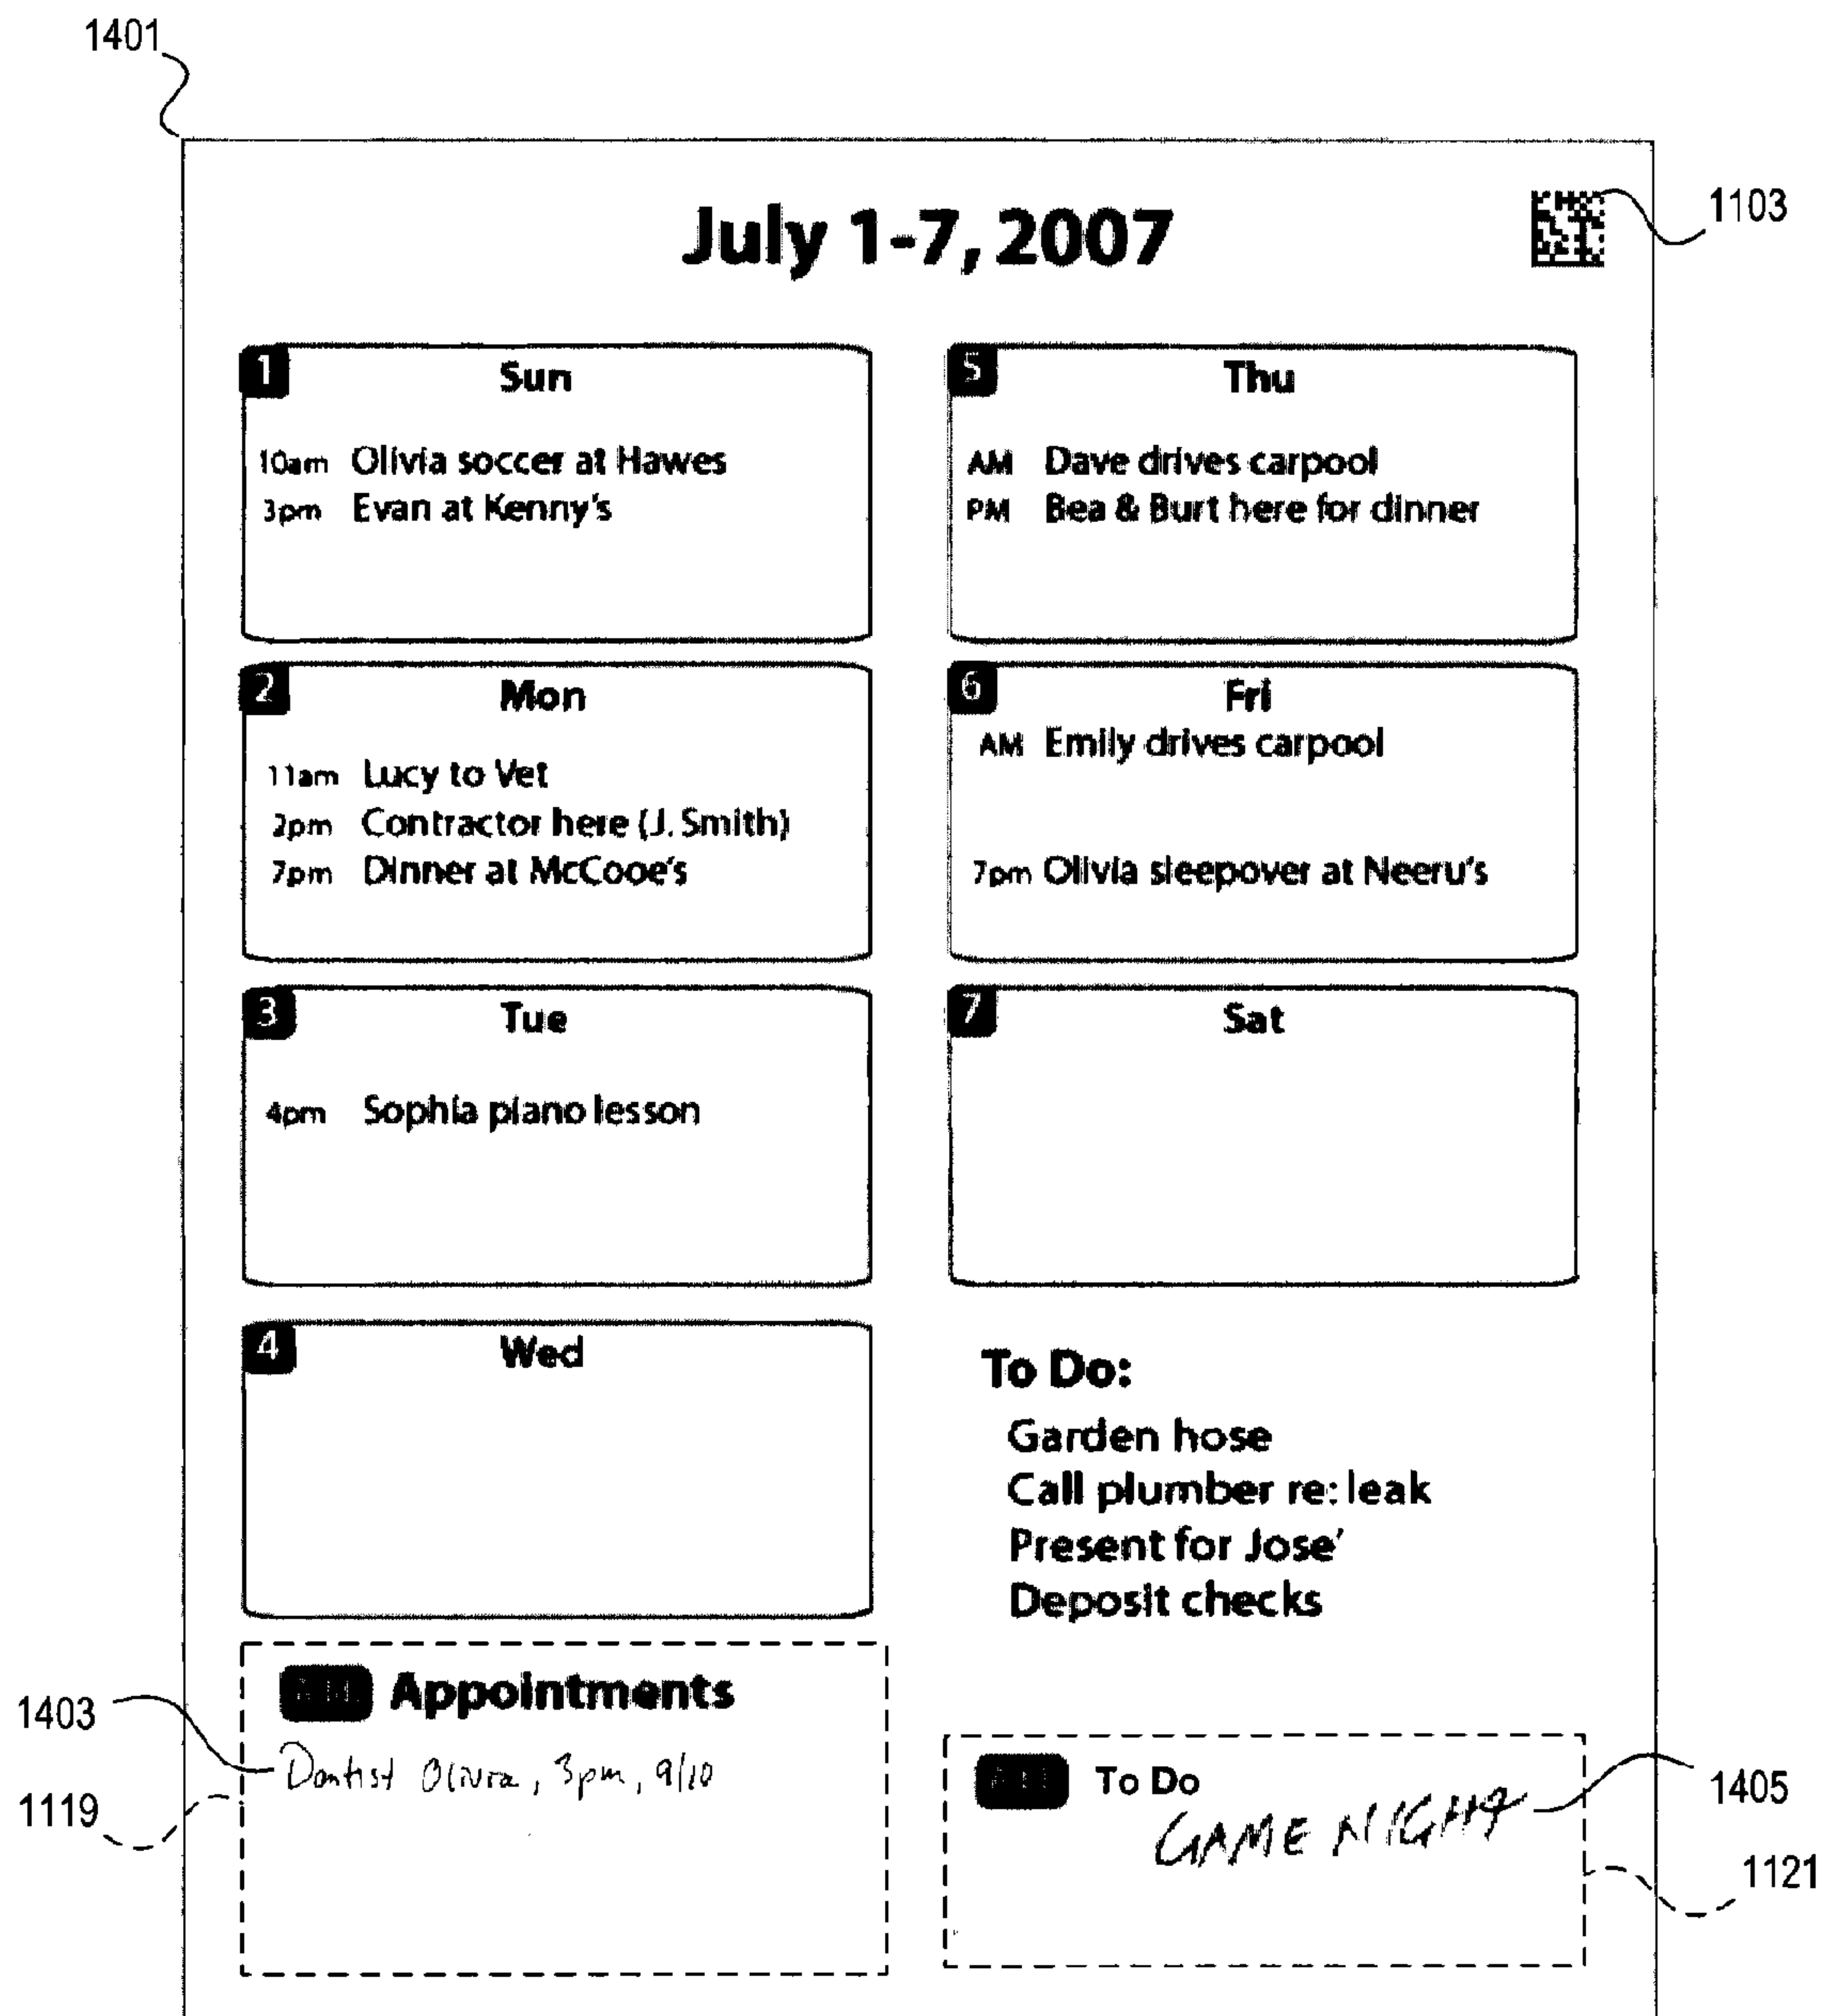 1401
July 1-7, 2007
1103
1 Sun
10am Olivia soccer at Hawes
3pm Evan at Kenny's
2 Mon
11am Lucy to Vet
2pm Contractor here (J. Smith)
7pm Dinner at McCooe's
3 Tue
4pm Sophia piano lesson
4 Wed
5 Thu
AM Dave drives carpool
PM Bea & Burt here for dinner
6 Fri
AM Emily drives carpool
7pm Olivia sleepover at Neeru's
7 Sat
To Do:
Garden hose
Call plumber re: leak
Present for Jose'
Deposit checks
Appointments
1403
Dentist Olivia, 3pm, 9/10
1119
To Do
GAME NIGHT
1405
1121